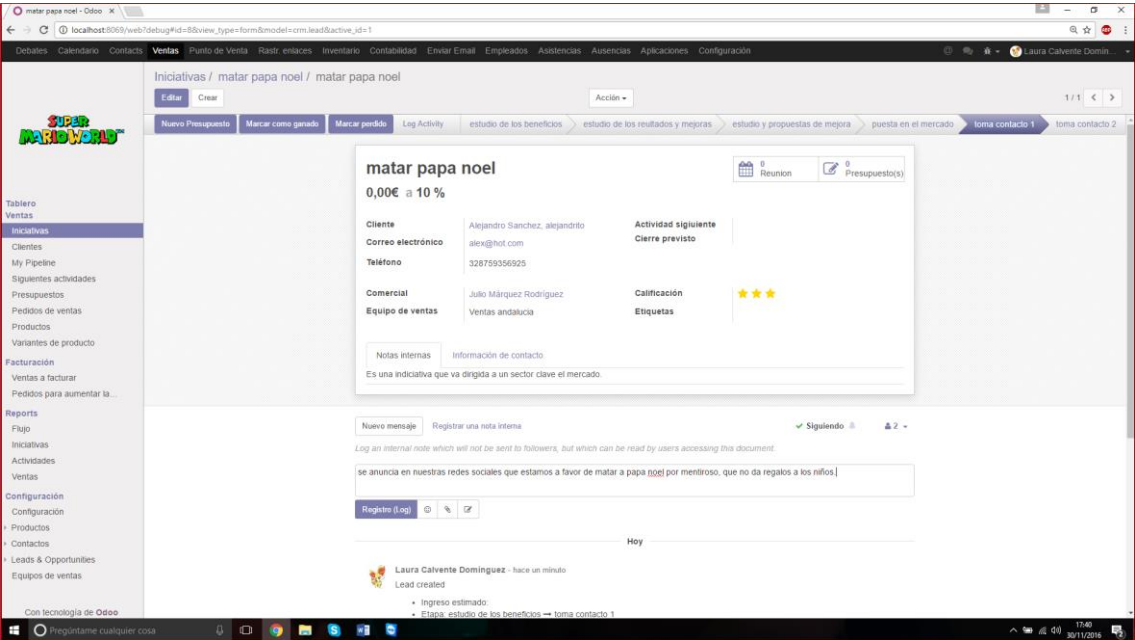 matar papa noel - Odoo
localhost:8069/web?debug#id=8&view_type=form&model=crm.lead&active_id=1
Debates Calendario Contacts Ventas Punto de Venta Rastr. enlaces Inventario Contabilidad Enviar Email Empleados Asistencias Ausencias Aplicaciones Configuración Laura Calvente Domín...
Iniciativas / matar papa noel / matar papa noel
Editar Crear Acción 1 / 1
SUPER
MARIO WORLD TM
Nuevo Presupuesto Marcar como ganado Marcar perdido Log Activity estudio de los beneficios estudio de los reultados y mejoras estudio y propuestas de mejora puesta en el mercado toma contacto 1 toma contacto 2
matar papa noel
0 Reunion
0 Presupuesto(s)
0,00€ a 10 %
Cliente Alejandro Sanchez, alejandrito
Correo electrónico alex@hot.com
Teléfono 328759356925
Actividad sigiuiente
Cierre previsto
Comercial Julio Márquez Rodríguez
Equipo de ventas Ventas andalucia
Calificación
Etiquetas
Notas internas Información de contacto
Es una indiciativa que va dirigida a un sector clave el mercado.
Tablero
Ventas
Iniciativas
Clientes
My Pipeline
Siguientes actividades
Presupuestos
Pedidos de ventas
Productos
Variantes de producto
Facturación
Ventas a facturar
Pedidos para aumentar la...
Reports
Flujo
Iniciativas
Actividades
Ventas
Configuración
Configuración
Productos
Contactos
Leads & Opportunities
Equipos de ventas
Con tecnología de Odoo
Nuevo mensaje Registrar una nota interna Siguiendo 2
Log an internal note which will not be sent to followers, but which can be read by users accessing this document
se anuncia en nuestras redes sociales que estamos a favor de matar a papa noel por mentiroso, que no da regalos a los niños.
Registro (Log)
Hoy
Laura Calvente Domínguez - hace un minuto
Lead created
• Ingreso estimado:
• Etapa: estudio de los beneficios → toma contacto 1
Pregúntame cualquier cosa
17:40
30/11/2016